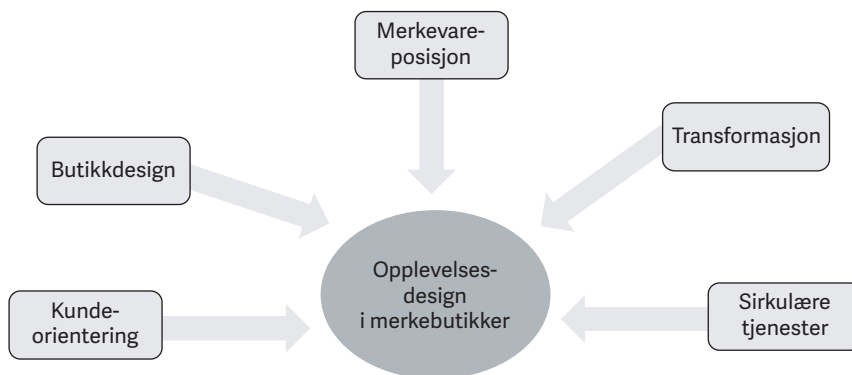 Merkevare-
posisjon
Transformasjon
Butikkdesign
Opplevelses-
design
i merkebutikker
Kunde-
orientering
Sirkulære
tjenester